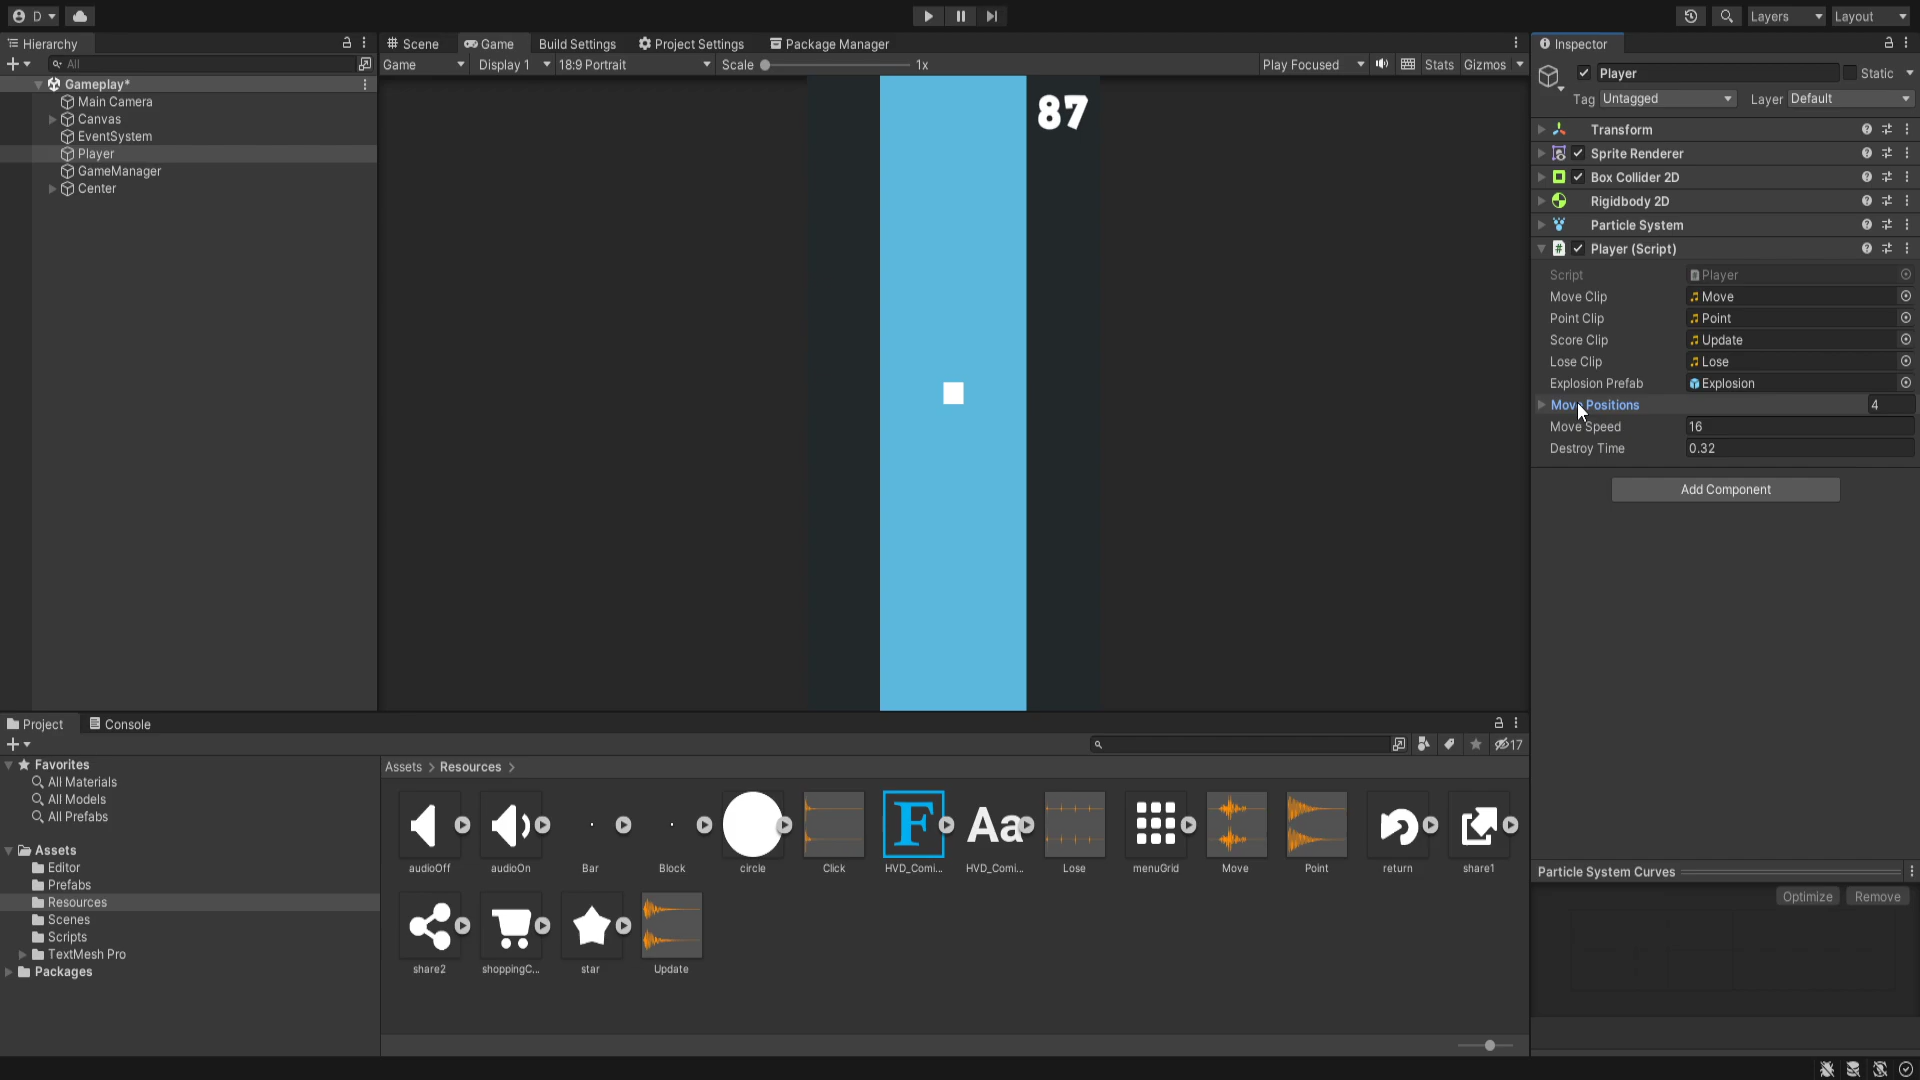 D
Layers
Layout
Hierarchy
All
Gameplay*
Main Camera
Canvas
EventSystem
Player
GameManager
Center
Scene
Game
Build Settings
Project Settings
Package Manager
Game
Display 1
18:9 Portrait
Scale
1x
Play Focused
Stats
Gizmos
87
Inspector
Player
Static
Tag
Untagged
Layer
Default
Transform
Sprite Renderer
Box Collider 2D
Rigidbody 2D
Particle System
Player (Script)
Script
Player
Move Clip
Move
Point Clip
Point
Score Clip
Update
Lose Clip
Lose
Explosion Prefab
Explosion
Move Positions
4
Move Speed
16
Destroy Time
0.32
Add Component
Project
Console
17
Favorites
All Materials
All Models
All Prefabs
Assets
Editor
Prefabs
Resources
Scenes
Scripts
TextMesh Pro
Packages
Assets > Resources >
F
Aa
audioOff
audioOn
Bar
Block
circle
Click
HVD_Comi...
HVD_Comi...
Lose
menuGrid
Move
Point
return
share1
share2
shoppingC...
star
Update
Particle System Curves
Optimize
Remove